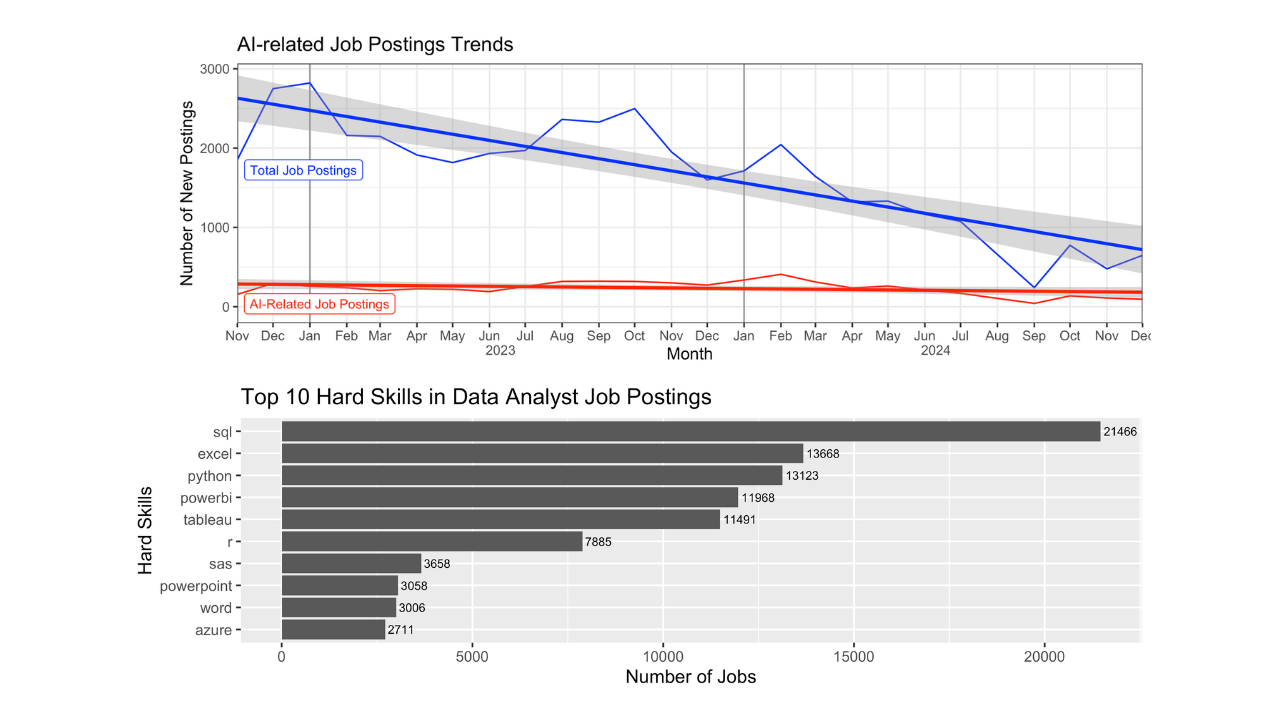 AI-related Job Postings Trends
Number of New Postings
3000
2000
1000
0
Total Job Postings
AI-Related Job Postings
Nov Dec Jan Feb Mar Apr May Jun Jul Aug Sep Oct Nov Dec Jan Feb Mar Apr May Jun Jul Aug Sep Oct Nov Dec
2023 2024
Month
Top 10 Hard Skills in Data Analyst Job Postings
Hard Skills
sql 21466
excel 13668
python 13123
powerbi 11968
tableau 11491
r 7885
sas 3658
powerpoint 3058
word 3006
azure 2711
0 5000 10000 15000 20000
Number of Jobs